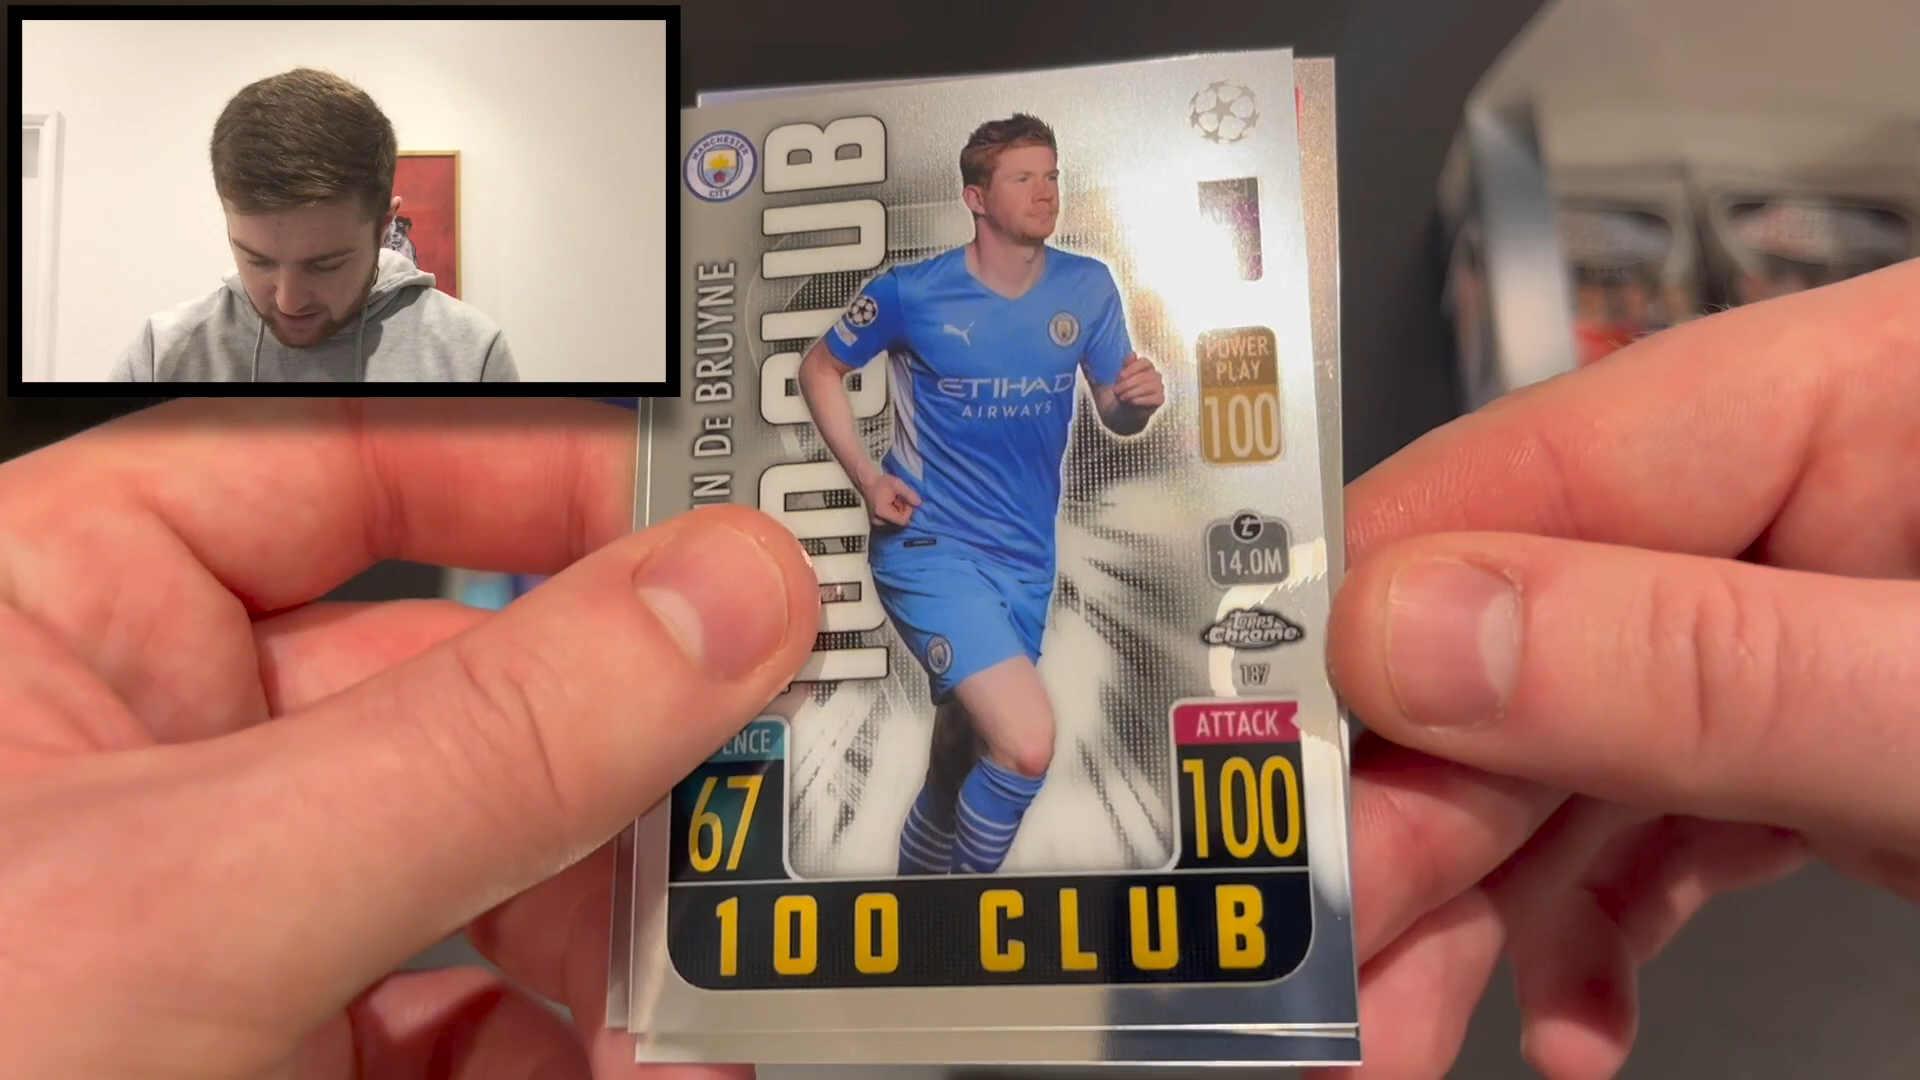 MANCHESTER
CITY
DE BRUYNE
100 CLUB
ETIHAD
AIRWAYS
POWER
PLAY
100
t
14.0M
TOPPS
Chrome
187
67
ATTACK
100
100 CLUB